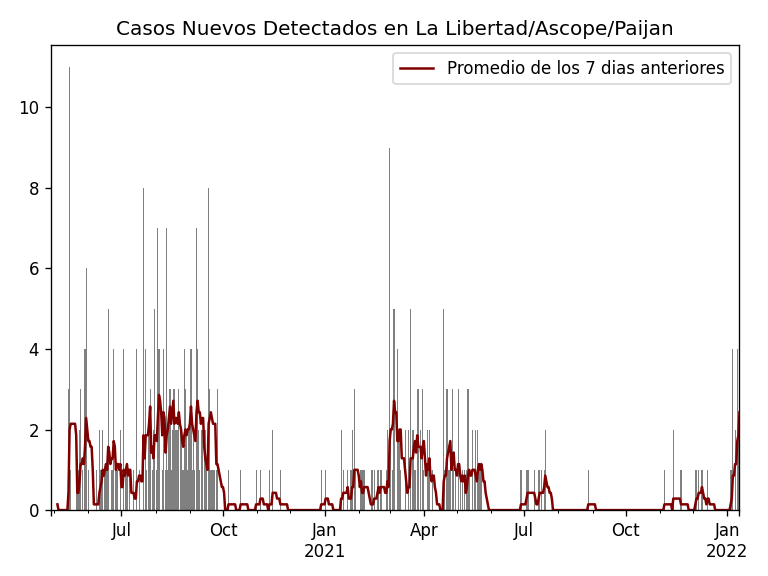 Casos Nuevos Detectados en La Libertad/Ascope/Paijan
Promedio de los 7 dias anteriores
10
8
6
4
2
0
Jul Oct Jan Apr Jul Oct Jan
2021 2022